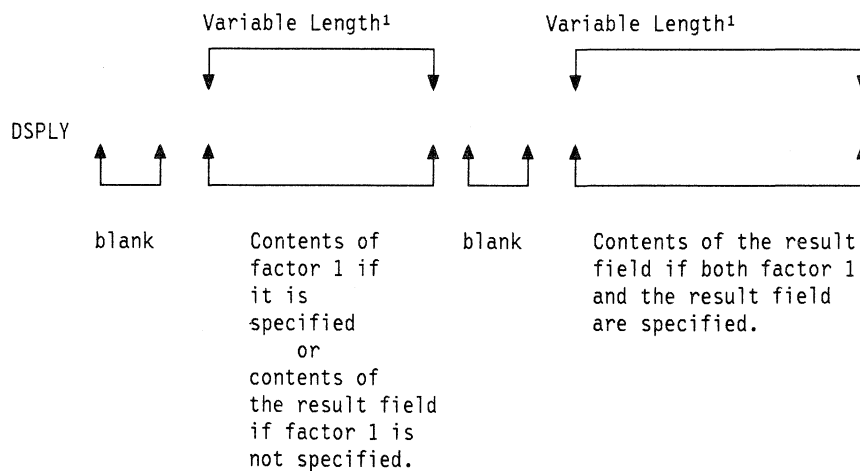 Variable Length¹ Variable Length¹
DSPLY
blank
Contents of
factor 1 if
it is
specified
or
contents of
the result field
if factor 1 is
not specified.
blank
Contents of the result
field if both factor 1
and the result field
are specified.